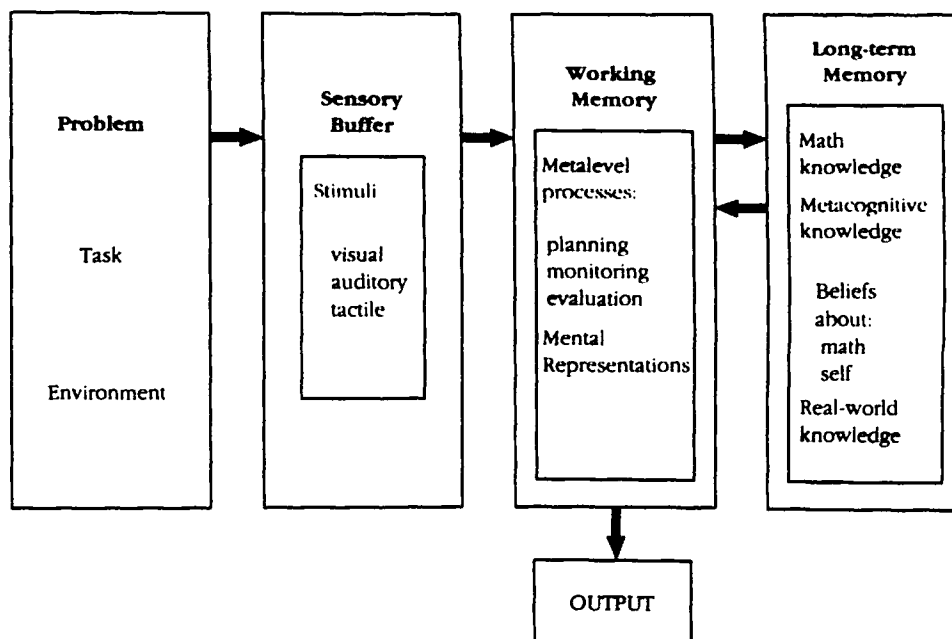 Problem
Task
Environment
Sensory
Buffer
Stimuli
visual
auditory
tactile
Working
Memory
Metalevel
processes:
planning
monitoring
evaluation
Mental
Representations
Long-term
Memory
Math
knowledge
Metacognitive
knowledge
Beliefs
about:
math
self
Real-world
knowledge
OUTPUT